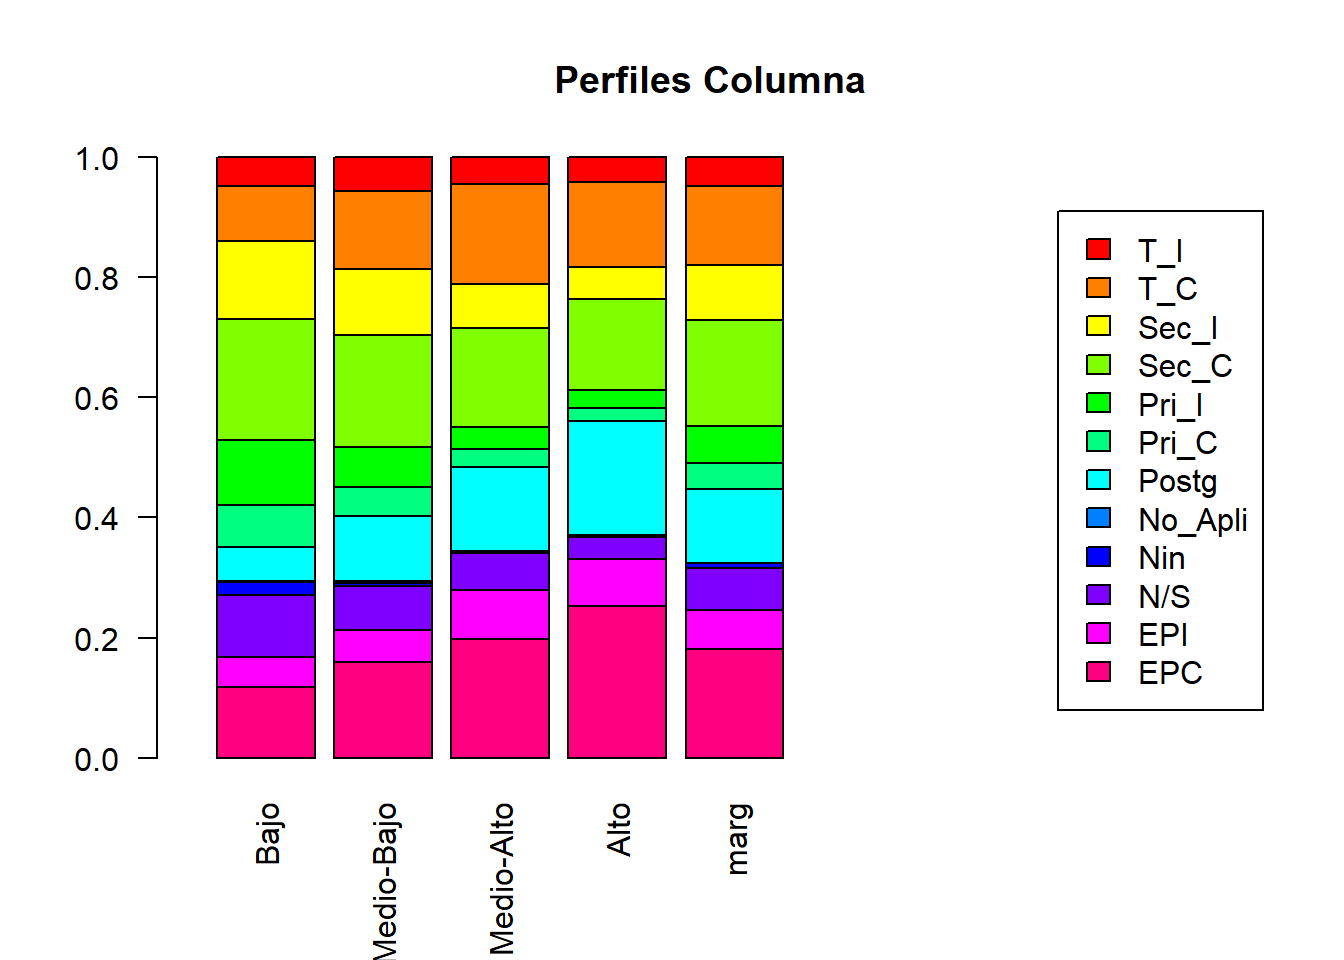 Perfiles Columna
1.0
0.8
0.6
0.4
0.2
0.0
Bajo
Medio-Bajo
Medio-Alto
Alto
marg
T_I
T_C
Sec_I
Sec_C
Pri_I
Pri_C
Postg
No_Apli
Nin
N/S
EPI
EPC